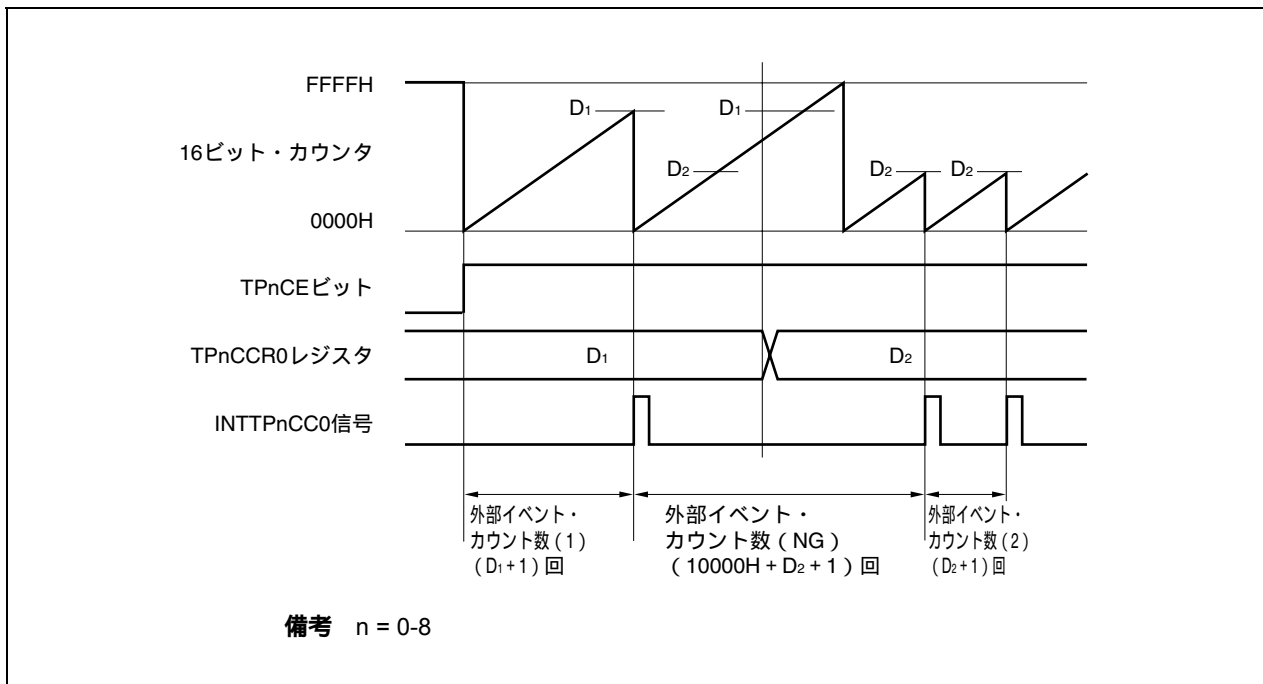 FFFFH
D1
D1
16ビット・カウンタ
D2
D2
D2
0000H
TPnCEビット
TPnCCR0レジスタ
D1
D2
INTTPnCC0信号
外部イベント・
カウント数(1)
(D1+1)回
外部イベント・
カウント数(NG)
(10000H+D2+1)回
外部イベント・
カウント数(2)
(D2+1)回
備考 n = 0-8